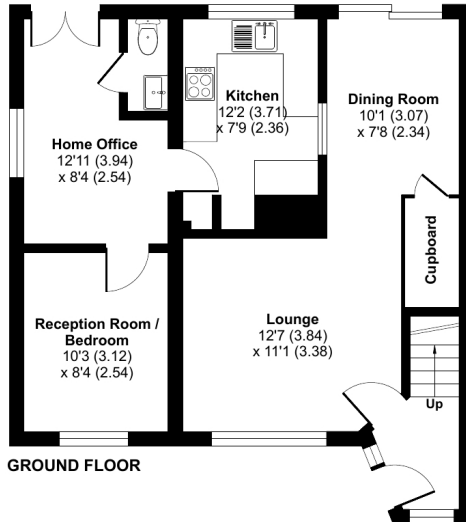 Kitchen
12'2 (3.71)
x 7'9 (2.36)
Dining Room
10'1 (3.07)
x 7'8 (2.34)
Home Office
12'11 (3.94)
x 8'4 (2.54)
Cupboard
Reception Room /
Bedroom
10'3 (3.12)
x 8'4 (2.54)
Lounge
12'7 (3.84)
x 11'1 (3.38)
Up
GROUND FLOOR